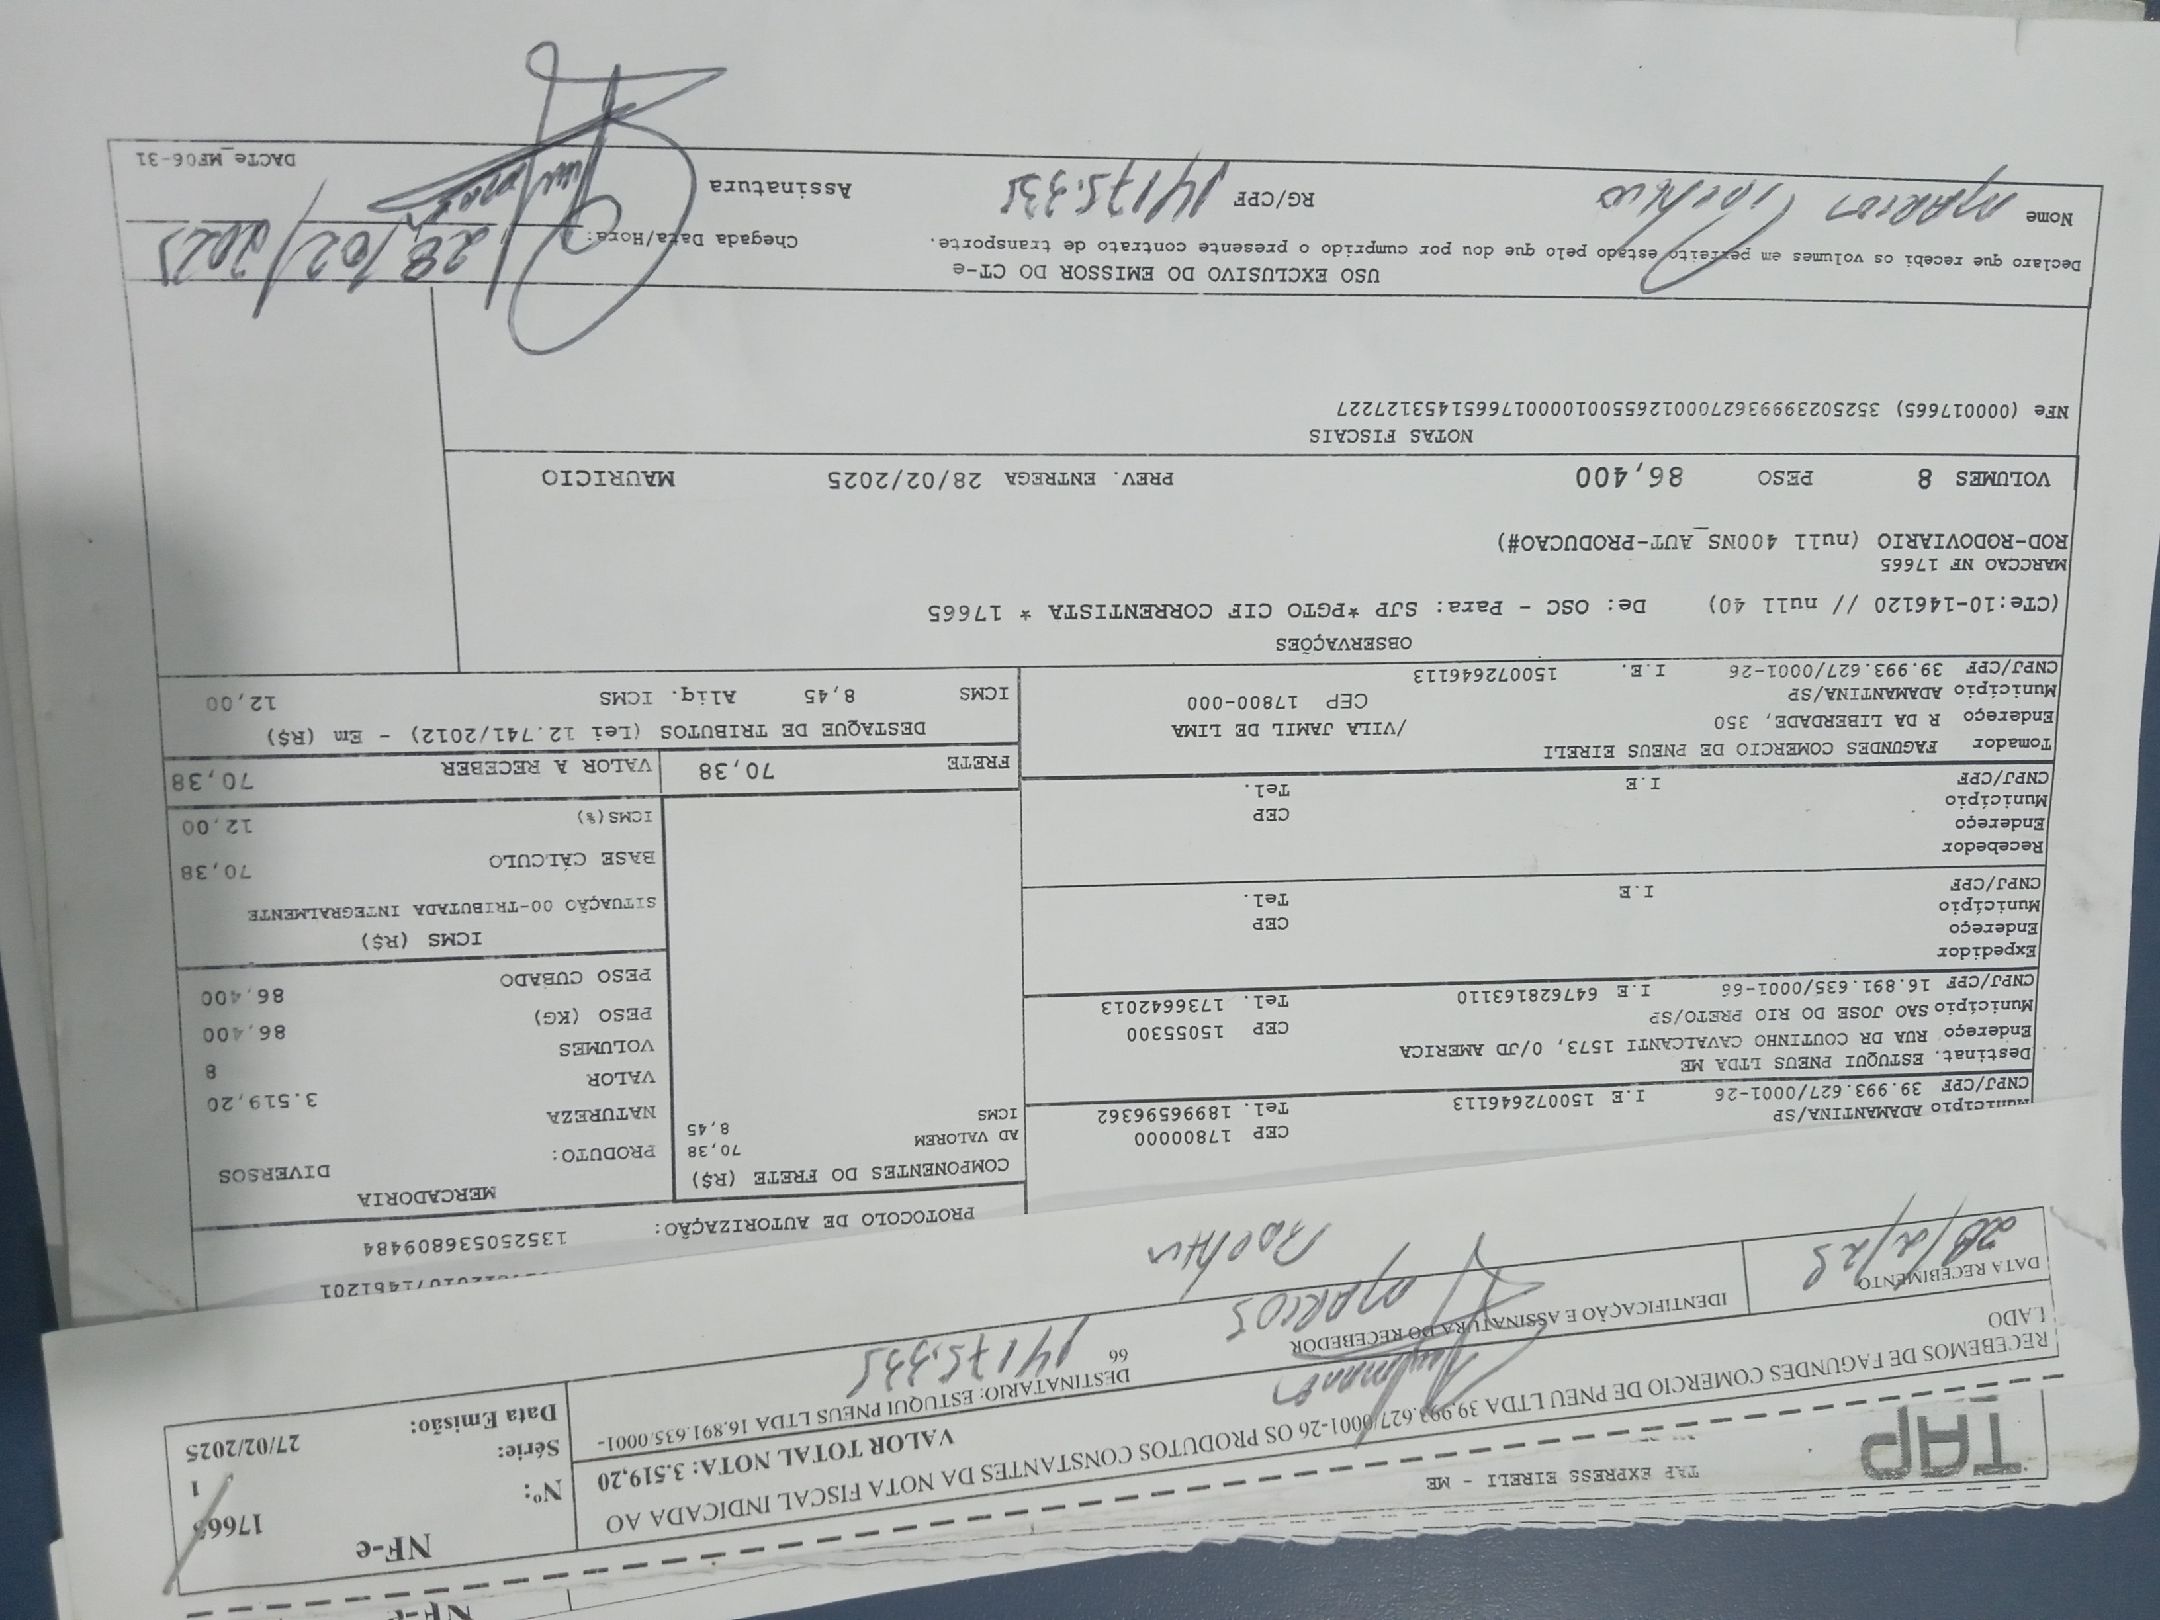 NF-e
TAP
TAP EXPRESS EIRELI - ME
RECEBEMOS DE FAGUNDES COMERCIO DE PNEU LTDA 39.993.627/0001-26 OS PRODUTOS CONSTANTES DA NOTA FISCAL INDICADA AO
LADO
NF-e
Nº: 17665
Série: 1
Data Emissão: 27/02/2025
VALOR TOTAL NOTA: 3.519,20
DESTINATARIO: ESTUQUI PNEUS LTDA 16.891.635.0001-
66
DATA RECEBIMENTO
28/2/25
IDENTIFICAÇÃO E ASSINATURA DO RECEBEDOR
MARCOS
14175.335
PROTOCOLO DE AUTORIZAÇÃO:
135250536809484
Município ADAMANTINA/SP CEP 17800000
CNPJ/CPF 39.993.627/0001-26 I.E 150072646113 Tel. 18996596362
Destinat. ESTUQUI PNEUS LTDA ME
Endereço RUA DR COUTINHO CAVALCANTI 1573, 0/JD AMERICA
Município SAO JOSE DO RIO PRETO/SP CEP 15055300
CNPJ/CPF 16.891.635/0001-66 I.E 647628163110 Tel. 1736642013
Expedidor
Endereço
Município CEP
CNPJ/CPF I.E Tel.
Recebedor
Endereço
Município CEP
CNPJ/CPF I.E Tel.
Tomador FAGUNDES COMERCIO DE PNEUS EIRELI
Endereço R DA LIBERDADE, 350 /VILA JAMIL DE LIMA
Município ADAMANTINA/SP CEP 17800-000
CNPJ/CPF 39.993.627/0001-26 I.E. 150072646113
COMPONENTES DO FRETE (R$)
AD VALOREM 70,38
ICMS 8,45
MERCADORIA
PRODUTO: DIVERSOS
NATUREZA
VALOR 3.519,20
VOLUMES 8
PESO (KG) 86,400
PESO CUBADO 86,400
ICMS (R$)
SITUAÇÃO 00-TRIBUTADA INTEGRALMENTE
BASE CÁLCULO 70,38
ICMS(%) 12,00
FRETE 70,38 VALOR A RECEBER 70,38
DESTAQUE DE TRIBUTOS (Lei 12.741/2012) - Em (R$)
ICMS 8,45 Aliq. ICMS 12,00
OBSERVAÇÕES
(CTe:10-146120 // null 40) De: OSC - Para: SJP *PGTO CIF CORRENTISTA * 17665
MARCCAO NF 17665
ROD-RODOVIARIO (null 400NS_AUT-PRODUCAO#)
VOLUMES 8 PESO 86,400 PREV. ENTREGA 28/02/2025 MAURICIO
NOTAS FISCAIS
NFe (00017665) 35250239993627000126550010000176651453127227
USO EXCLUSIVO DO EMISSOR DO CT-e
Declaro que recebi os volumes em perfeito estado pelo que dou por cumprido o presente contrato de transporte.
Chegada Data/Hora: 28/02/2025
Nome MARCOS
RG/CPF 14175.335
Assinatura
DACTe_MF06-31